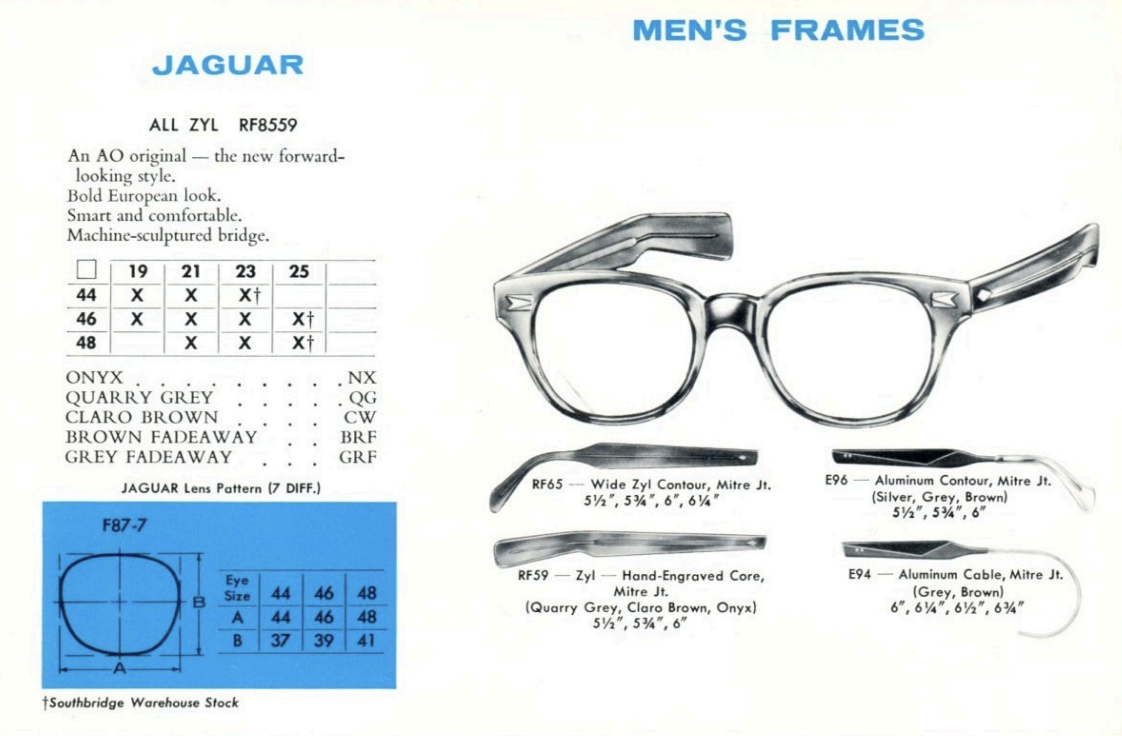 MEN'S FRAMES
JAGUAR
ALL ZYL RF8559
An AO original — the new forward-
looking style.
Bold European look.
Smart and comfortable.
Machine-sculptured bridge.
□ 19 21 23 25
44 X X X†
46 X X X X†
48 X X X†
ONYX . . . . . . . . . NX
QUARRY GREY . . . . . QG
CLARO BROWN . . . . CW
BROWN FADEAWAY . . BRF
GREY FADEAWAY . . . GRF
JAGUAR Lens Pattern (7 DIFF.)
F87-7
B
A
Eye
Size 44 46 48
A 44 46 48
B 37 39 41
†Southbridge Warehouse Stock
RF65 — Wide Zyl Contour, Mitre Jt.
5½", 5¾", 6", 6¼"
E96 — Aluminum Contour, Mitre Jt.
(Silver, Grey, Brown)
5½", 5¾", 6"
RF59 — Zyl — Hand-Engraved Core,
Mitre Jt.
(Quarry Grey, Claro Brown, Onyx)
5½", 5¾", 6"
E94 — Aluminum Cable, Mitre Jt.
(Grey, Brown)
6", 6¼", 6½", 6¾"